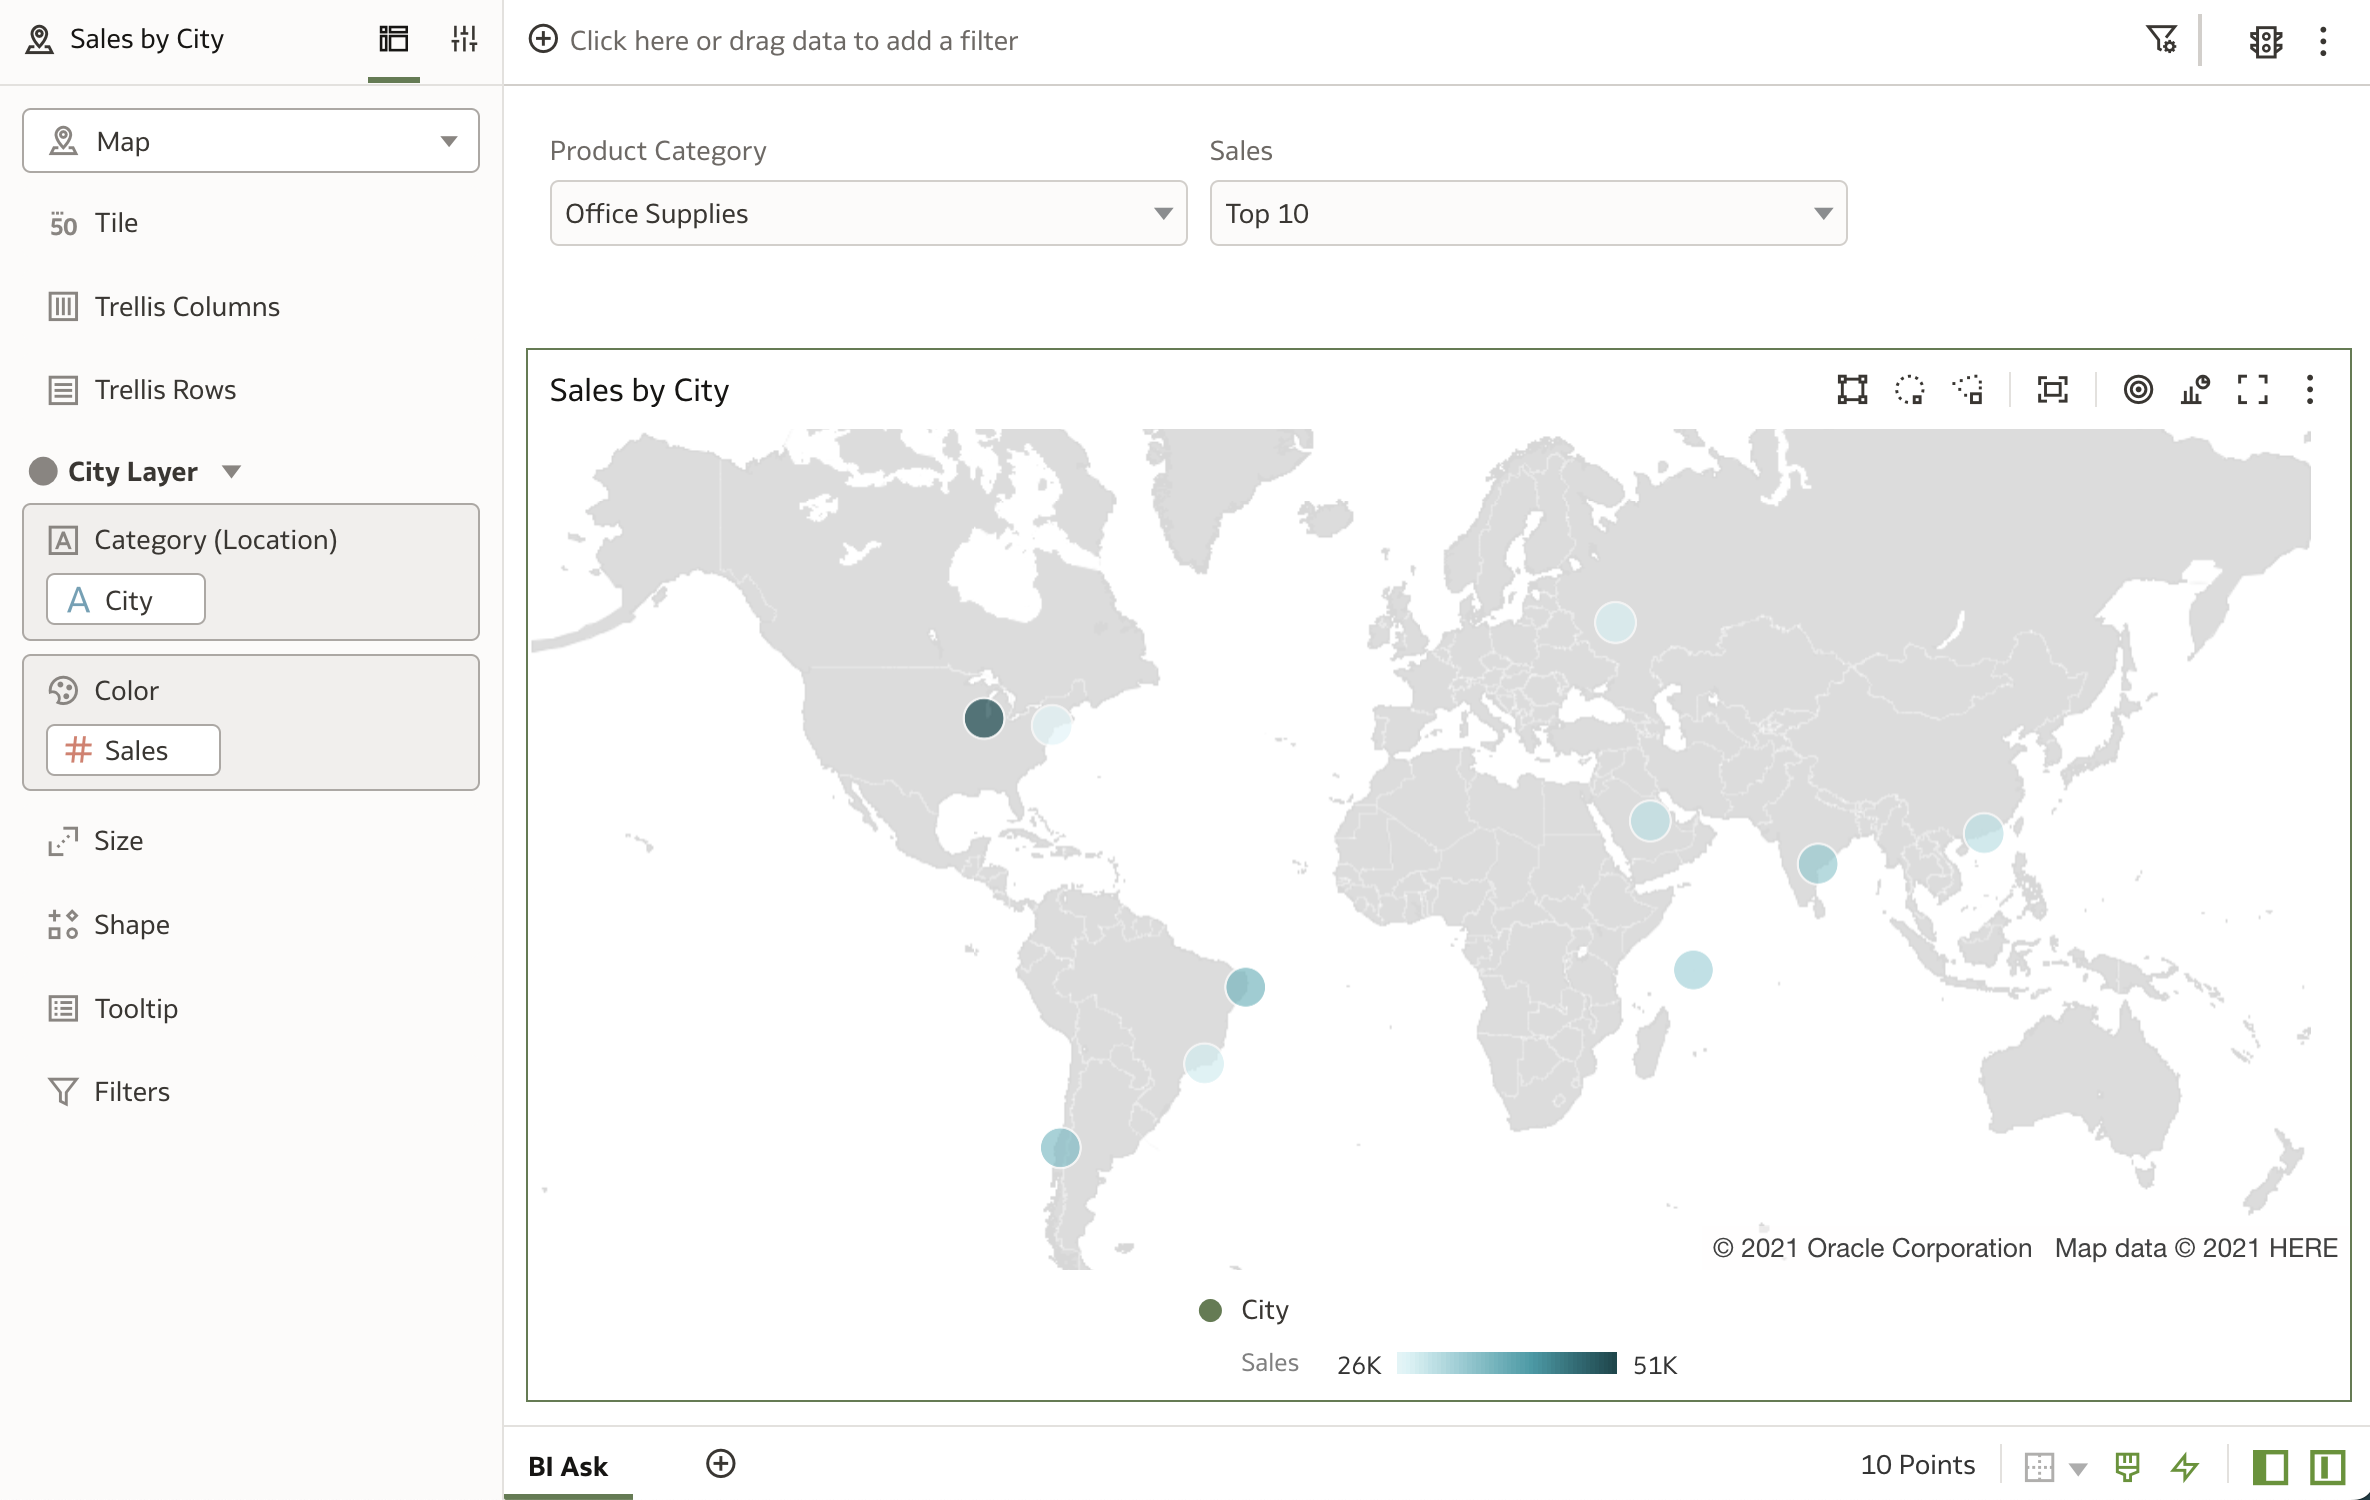 Sales by City
Click here or drag data to add a filter
Map
50 Tile
Trellis Columns
Trellis Rows
City Layer
A Category (Location)
A City
Color
# Sales
Size
Shape
Tooltip
Filters
Product Category
Sales
Office Supplies
Top 10
Sales by City
© 2021 Oracle Corporation Map data © 2021 HERE
City
Sales 26K 51K
BI Ask
10 Points